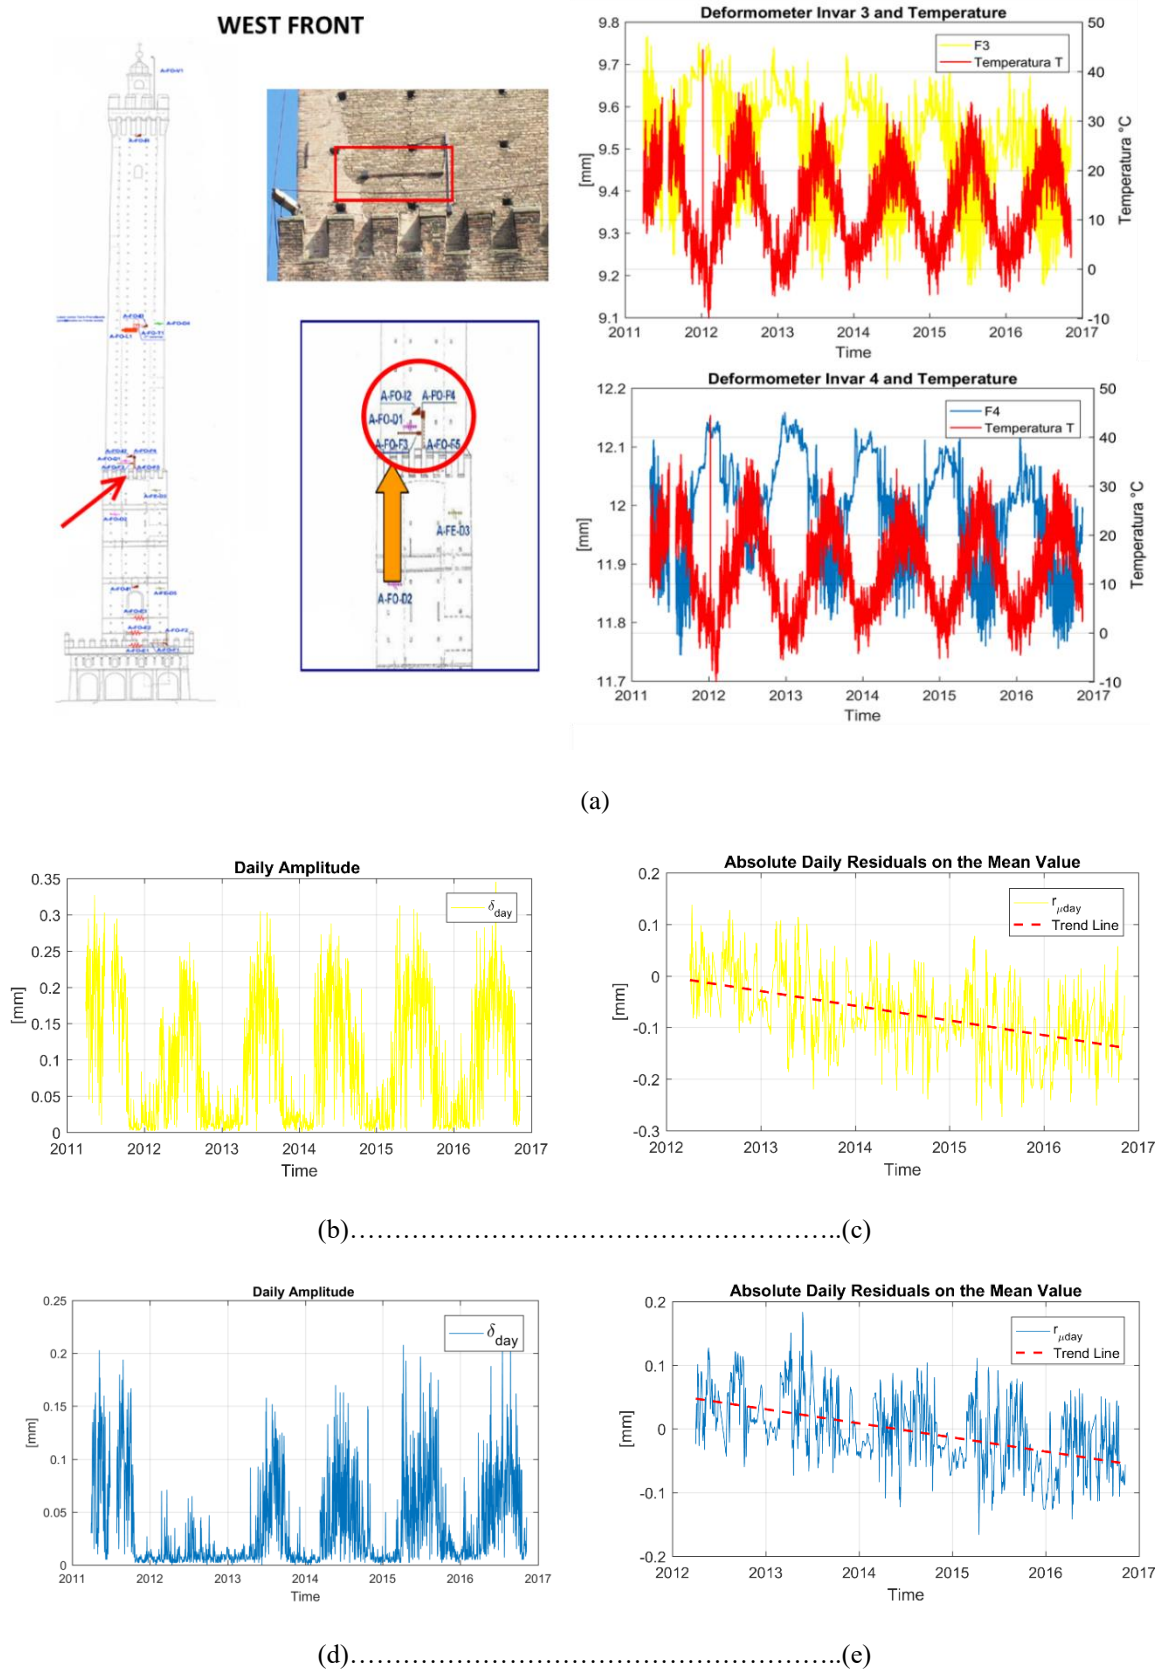 WEST FRONT
A-FO-D4
A-FO-L1
A-FO-I2
A-FO-F4
A-FO-D1
A-FO-F3
A-FO-F5
A-FE-D3
A-FO-D2
Deformometer Invar 3 and Temperature
F3
Temperatura T
9.8
9.7
9.6
9.5
9.4
9.3
9.2
9.1
[mm]
50
40
30
20
10
0
-10
Temperatura °C
2011 2012 2013 2014 2015 2016 2017
Time
Deformometer Invar 4 and Temperature
F4
Temperatura T
12.2
12.1
12
11.9
11.8
11.7
[mm]
50
40
30
20
10
0
-10
Temperatura °C
2011 2012 2013 2014 2015 2016 2017
Time
(a)
Daily Amplitude
δday
0.35
0.3
0.25
0.2
0.15
0.1
0.05
0
[mm]
2011 2012 2013 2014 2015 2016 2017
Time
Absolute Daily Residuals on the Mean Value
rμday
Trend Line
0.2
0.1
0
-0.1
-0.2
-0.3
[mm]
2012 2013 2014 2015 2016 2017
Time
(b)…………………………………………………..(c)
Daily Amplitude
δday
0.25
0.2
0.15
0.1
0.05
0
[mm]
2011 2012 2013 2014 2015 2016 2017
Time
Absolute Daily Residuals on the Mean Value
rμday
Trend Line
0.2
0.1
0
-0.1
-0.2
[mm]
2012 2013 2014 2015 2016 2017
Time
(d)…………………………………………………..(e)